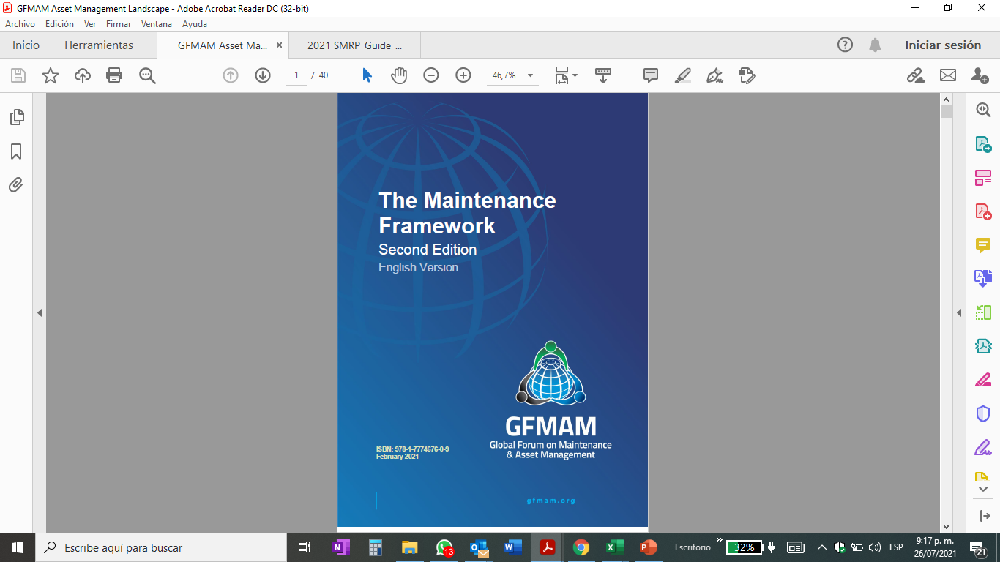 GFMAM Asset Management Landscape - Adobe Acrobat Reader DC (32-bit)
Archivo Edición Ver Firmar Ventana Ayuda
Inicio Herramientas GFMAM Asset Ma... × 2021 SMRP_Guide_... Iniciar sesión
1 / 40 46,7%
The Maintenance
Framework
Second Edition
English Version
GFMAM
Global Forum on Maintenance
& Asset Management
ISBN: 978-1-7774676-0-9
February 2021
gfmam.org
Escribe aquí para buscar 13 Escritorio » 32% ESP 9:17 p. m.
26/07/2021 21